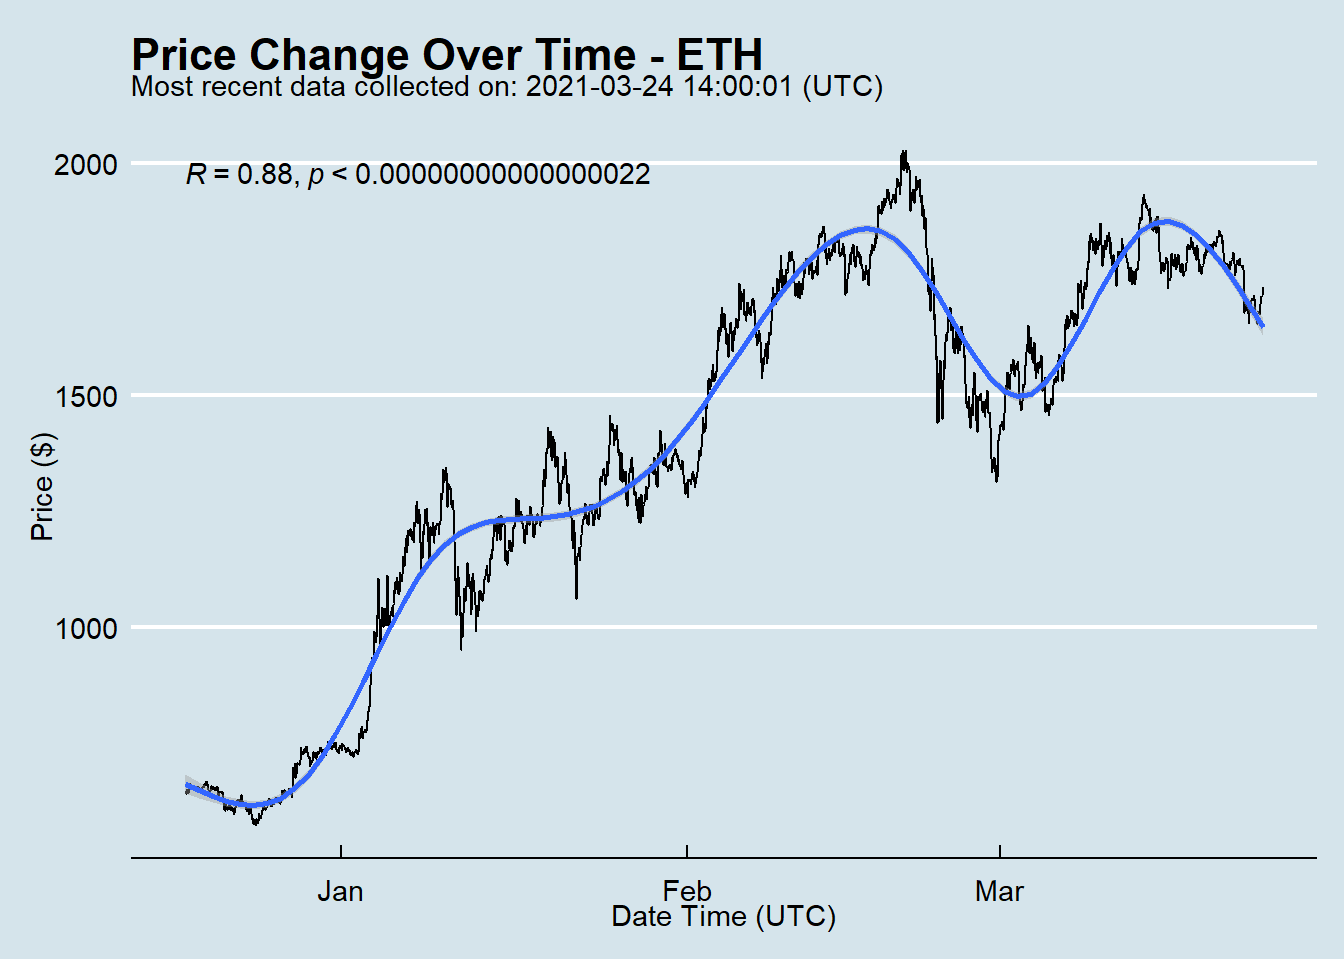 Price Change Over Time - ETH
Most recent data collected on: 2021-03-24 14:00:01 (UTC)
R = 0.88, p < 0.00000000000000022
2000
1500
1000
Price ($)
Jan Feb Mar
Date Time (UTC)